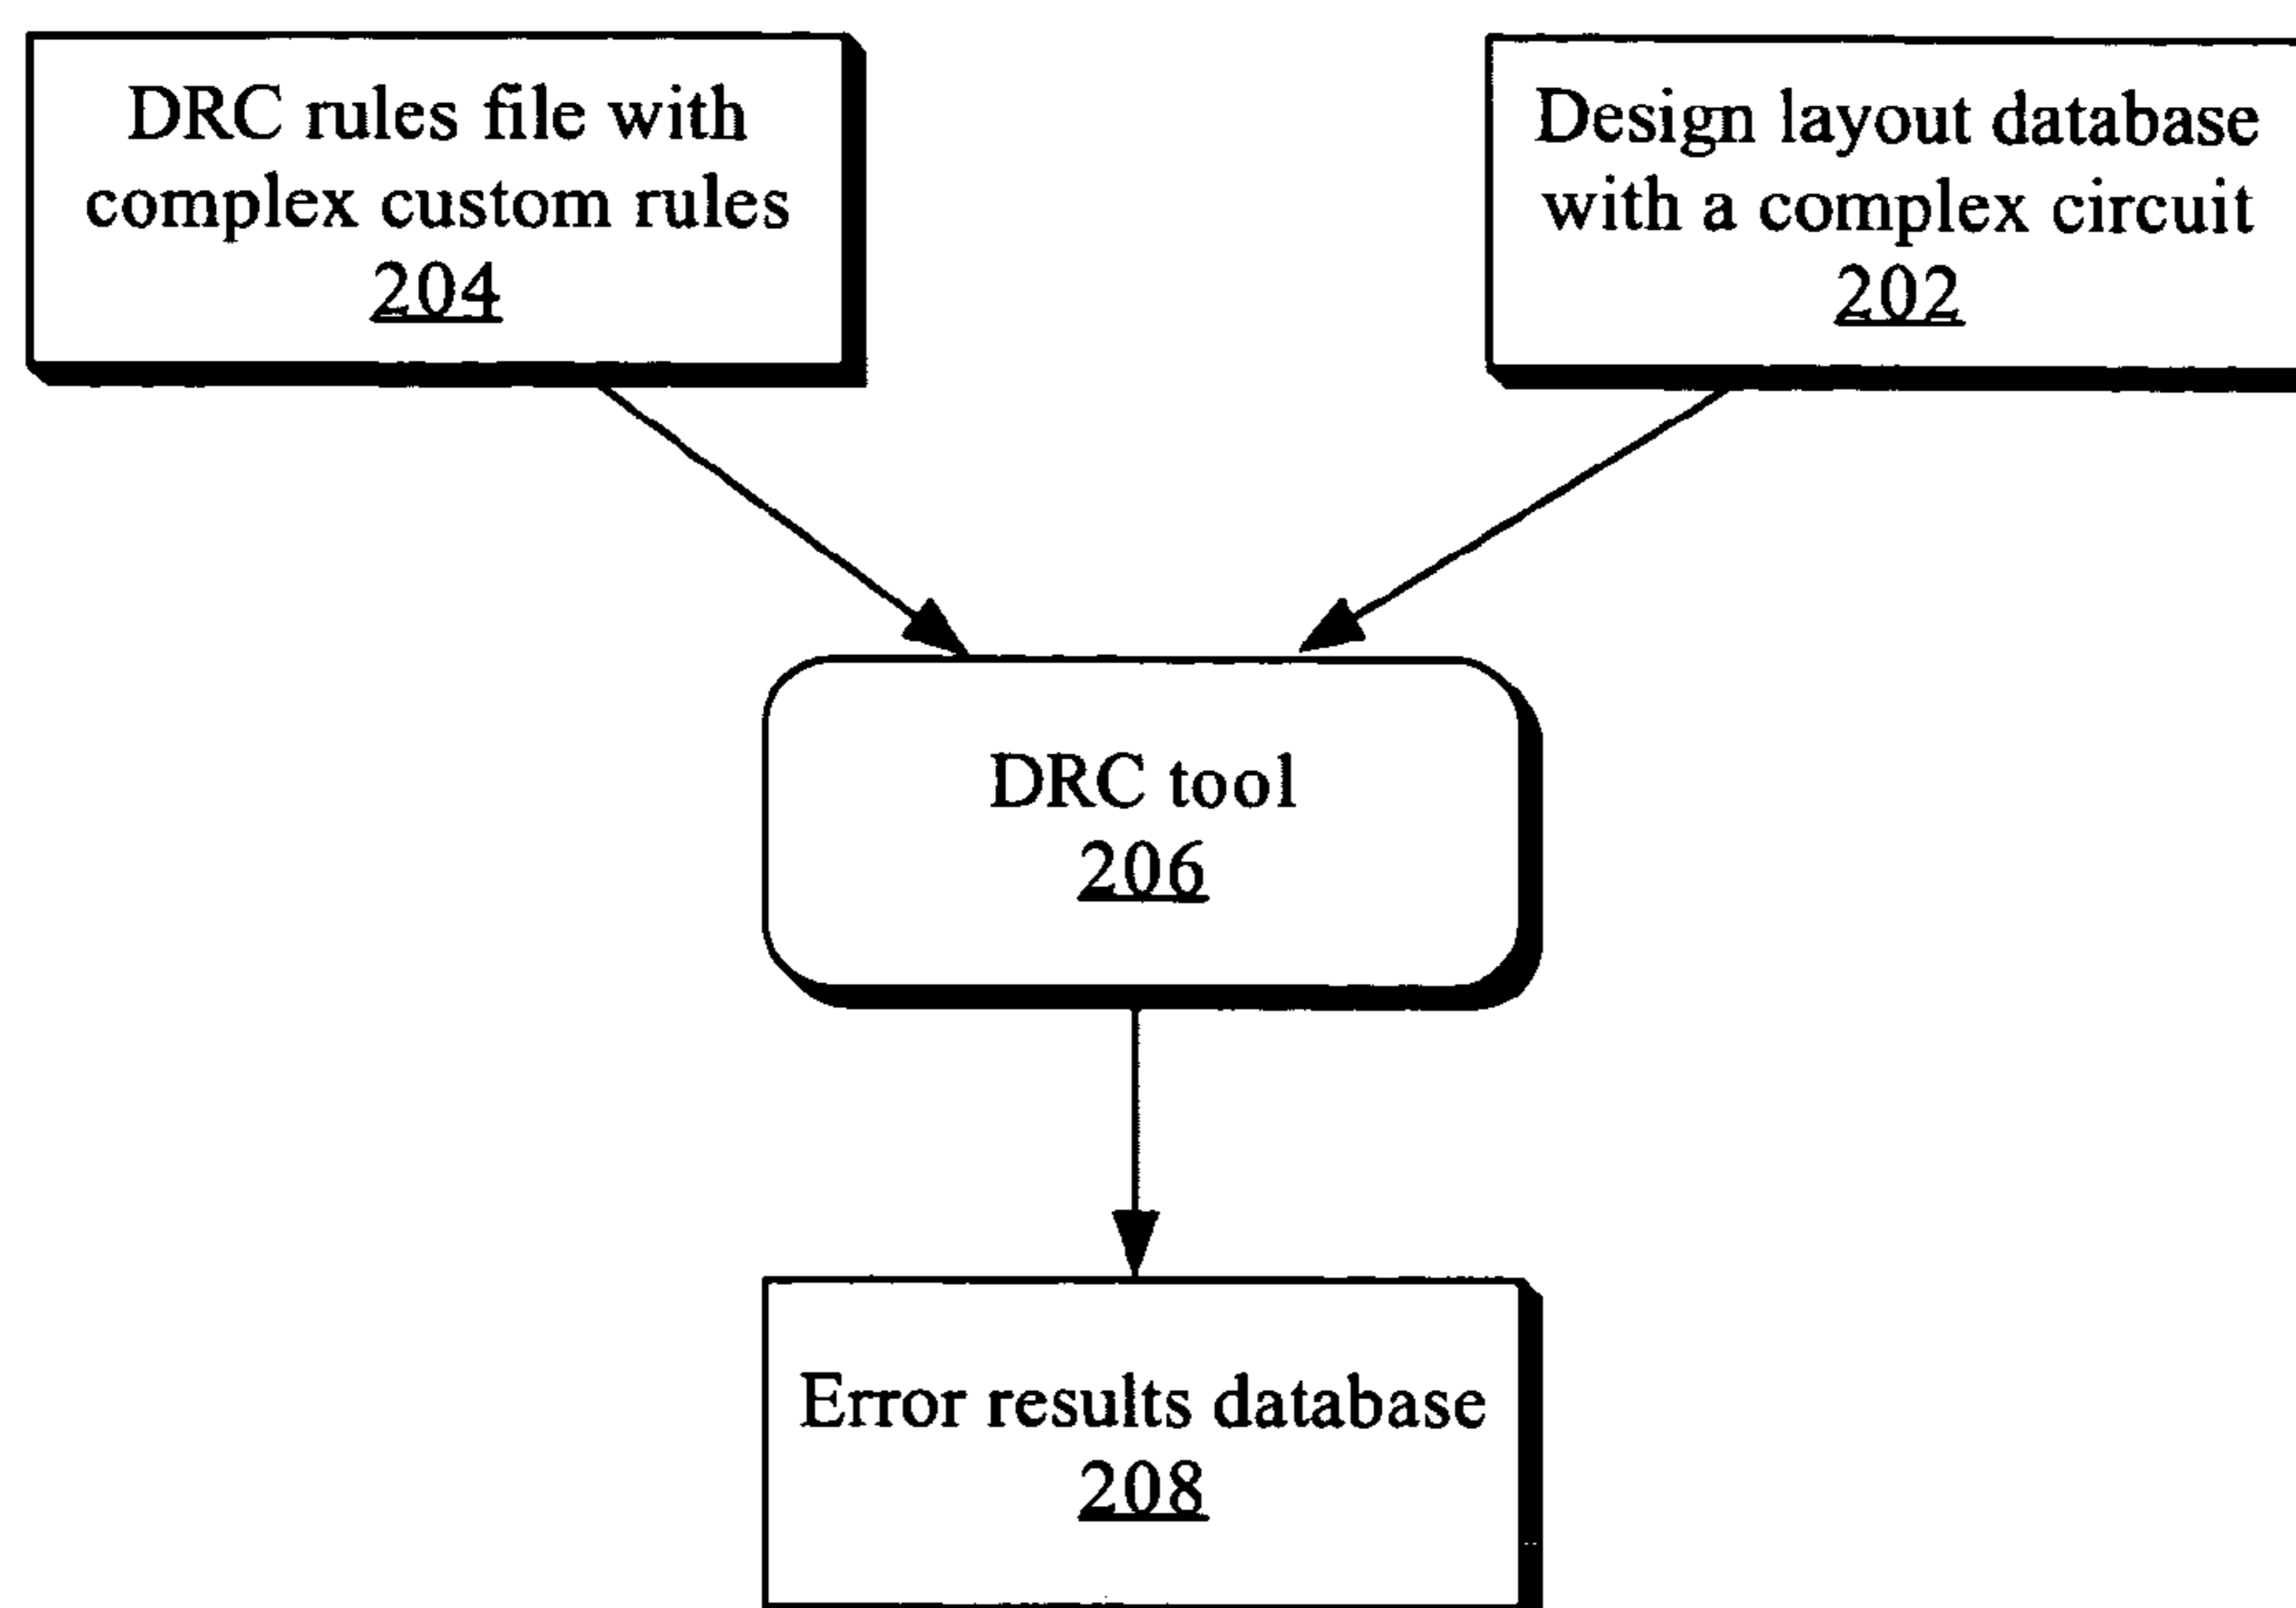 DRC rules file with
complex custom rules
204
Design layout database
with a complex circuit
202
DRC tool
206
Error results database
208